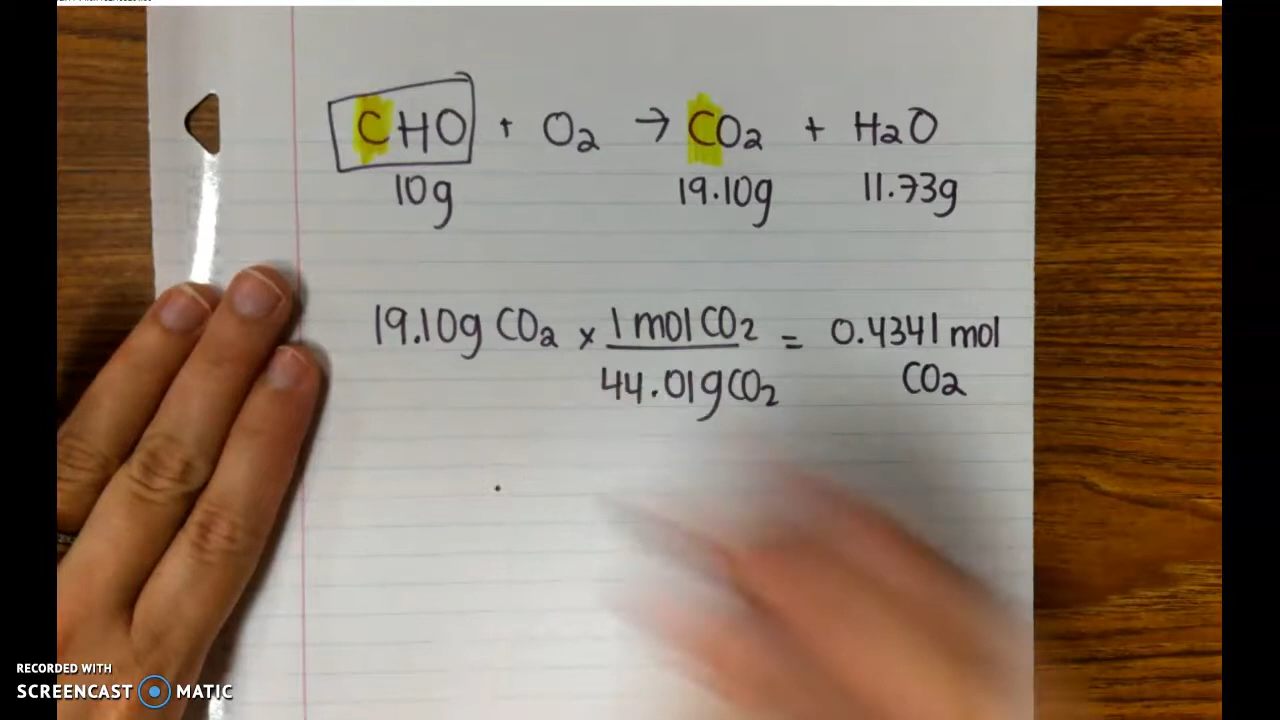 CHO + O₂ → CO₂ + H₂O
10g 19.10g 11.73g
19.10g CO₂ × 1 mol CO₂ = 0.4341 mol
44.01g CO₂ CO₂
RECORDED WITH
SCREENCAST MATIC